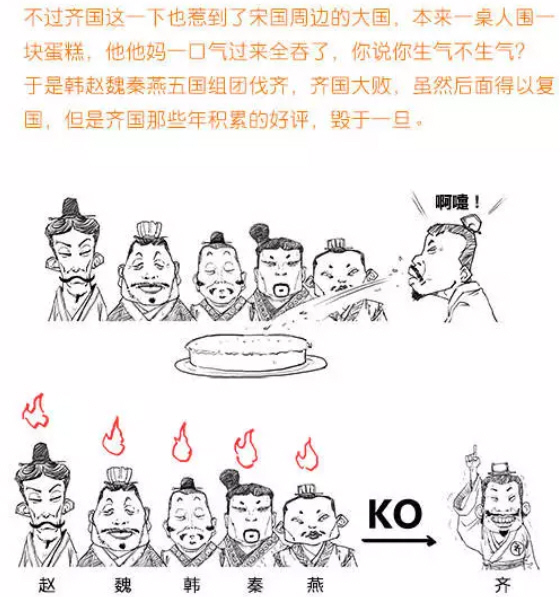 不过齐国这一下也惹到了宋国周边的大国，本来一桌人围一
块蛋糕，他他妈一口气过来全吞了，你说你生气不生气？
于是韩赵魏秦燕五国组团伐齐，齐国大败，虽然后面得以复
国，但是齐国那些年积累的好评，毁于一旦。
啊嚏！
KO
赵 魏 韩 秦 燕 齐